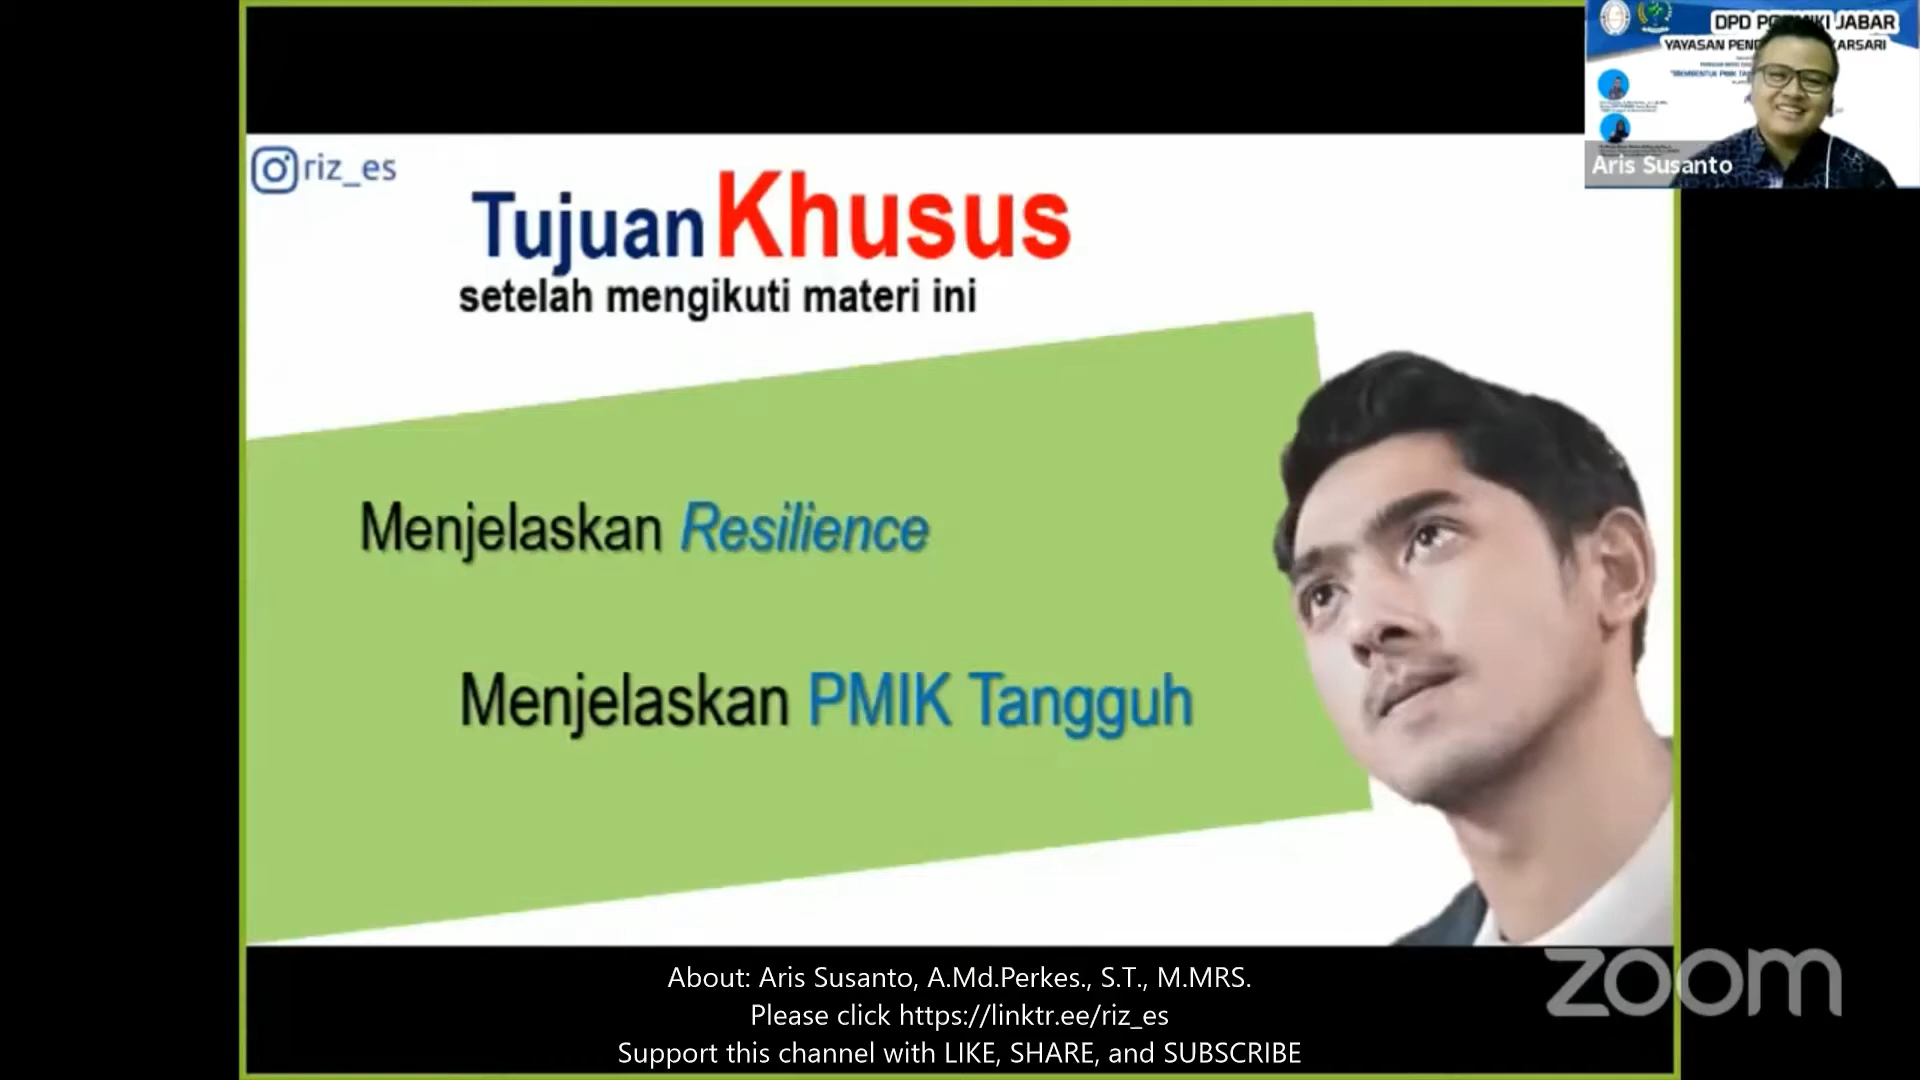 DPD PORMIKI JABAR
YAYASAN PEND ARSARI
Aris Susanto
riz_es
Tujuan Khusus
setelah mengikuti materi ini
Menjelaskan Resilience
Menjelaskan PMIK Tangguh
zoom
About: Aris Susanto, A.Md.Perkes., S.T., M.MRS.
Please click https://linktr.ee/riz_es
Support this channel with LIKE, SHARE, and SUBSCRIBE